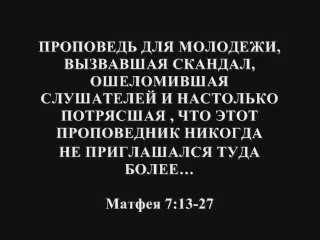 ПРОПОВЕДЬ ДЛЯ МОЛОДЕЖИ,
ВЫЗВАВШАЯ СКАНДАЛ,
ОШЕЛОМИВШАЯ
СЛУШАТЕЛЕЙ И НАСТОЛЬКО
ПОТРЯСШАЯ , ЧТО ЭТОТ
ПРОПОВЕДНИК НИКОГДА
НЕ ПРИГЛАШАЛСЯ ТУДА
БОЛЕЕ…
Матфея 7:13-27